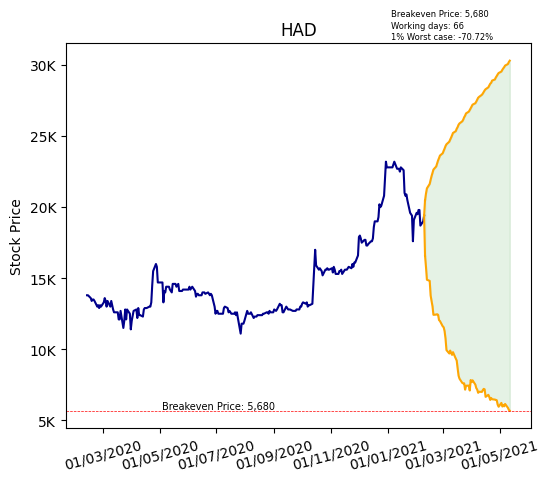 Breakeven Price: 5,680
Working days: 66
1% Worst case: -70.72%
HAD
Stock Price
30K
25K
20K
15K
10K
5K
Breakeven Price: 5,680
01/03/2020
01/05/2020
01/07/2020
01/09/2020
01/11/2020
01/01/2021
01/03/2021
01/05/2021